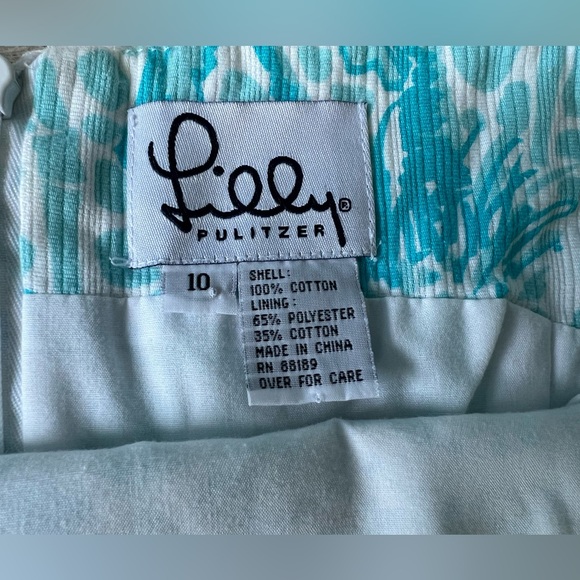 Lilly®
PULITZER
10
SHELL:
100% COTTON
LINING:
65% POLYESTER
35% COTTON
MADE IN CHINA
RN 88189
OVER FOR CARE